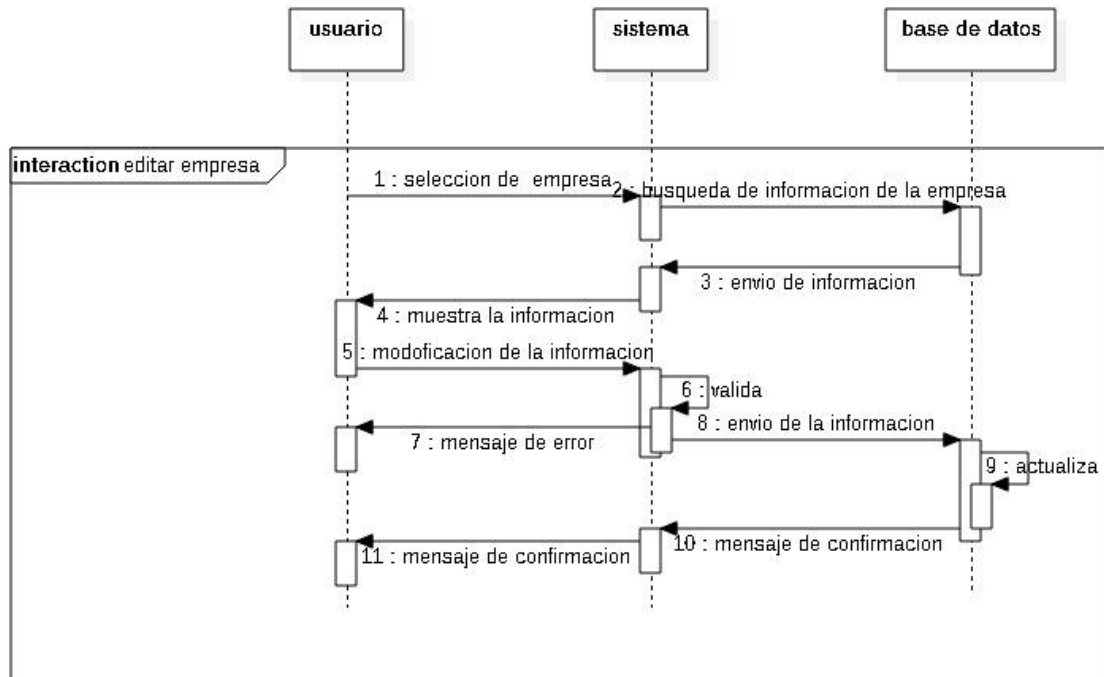 usuario
sistema
base de datos
interaction editar empresa
1 : seleccion de empresa
2 : busqueda de informacion de la empresa
3 : envio de informacion
4 : muestra la informacion
5 : modoficacion de la informacion
6 : valida
7 : mensaje de error
8 : envio de la informacion
9 : actualiza
10 : mensaje de confirmacion
11 : mensaje de confirmacion